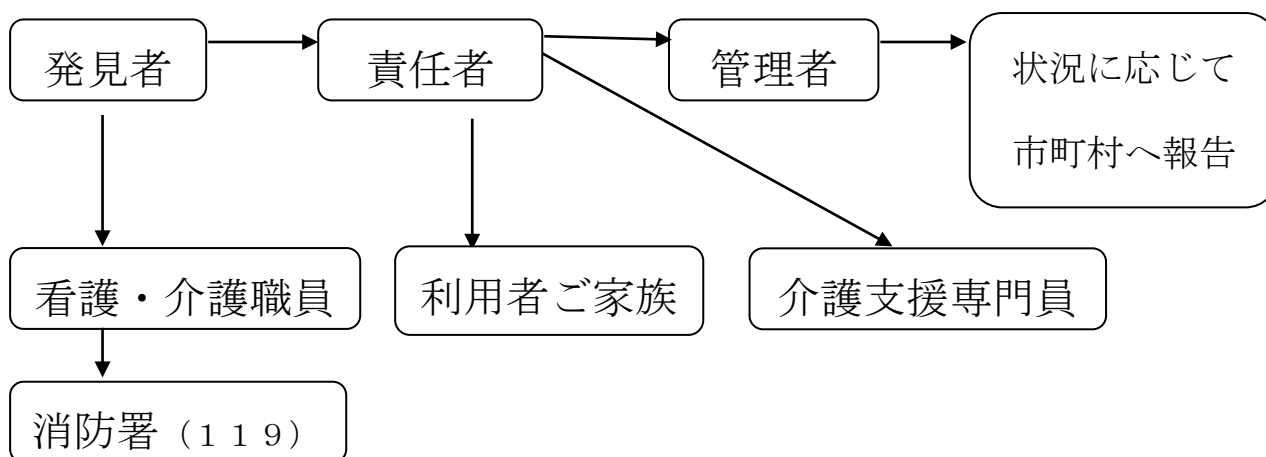 発見者
責任者
管理者
状況に応じて
市町村へ報告
看護・介護職員
利用者ご家族
介護支援専門員
消防署（１１９）